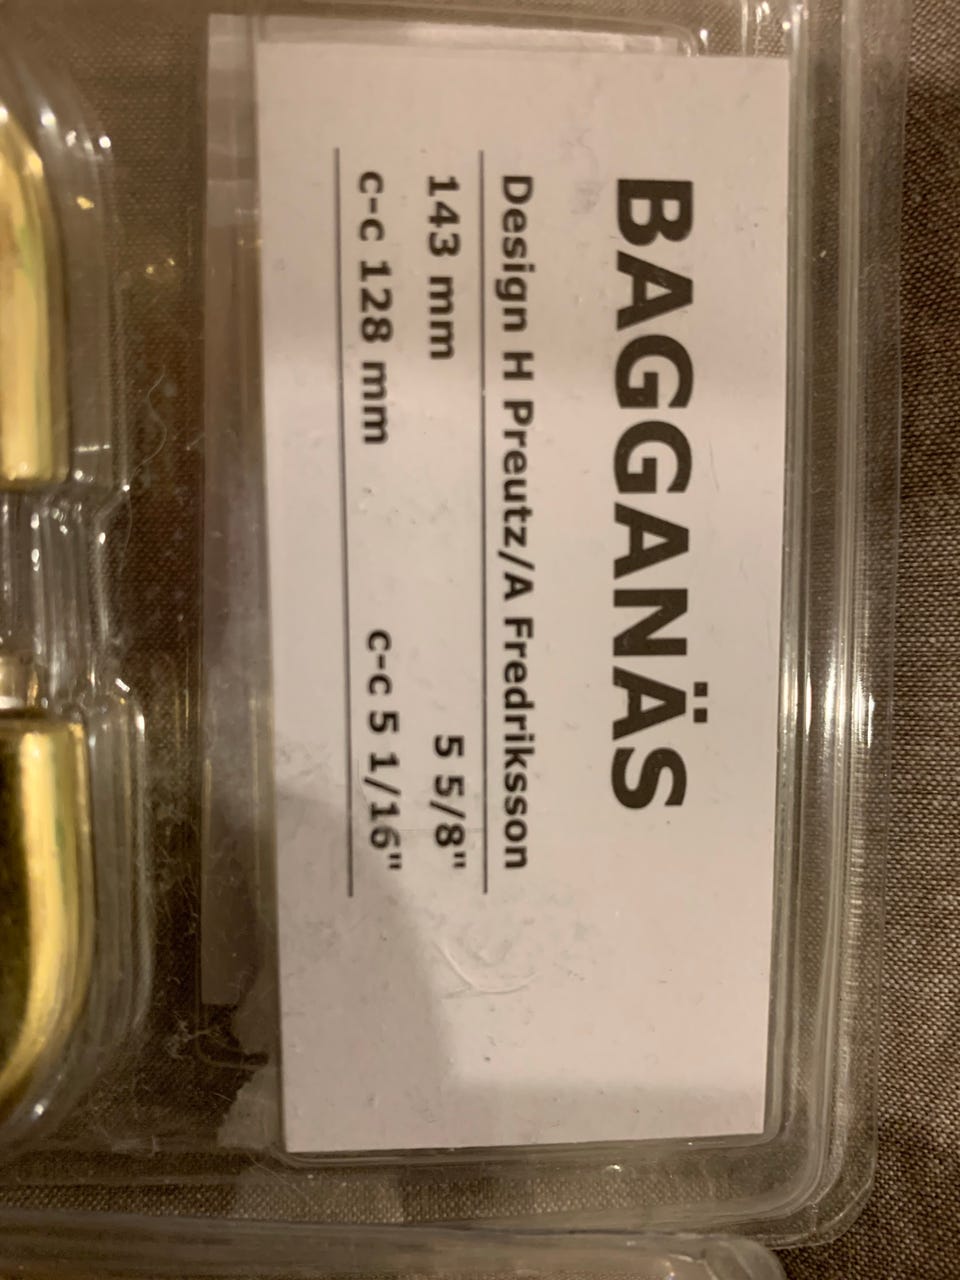 BAGGANÄS
Design H Preutz/A Fredriksson
143 mm 5 5/8"
c-c 128 mm c-c 5 1/16"